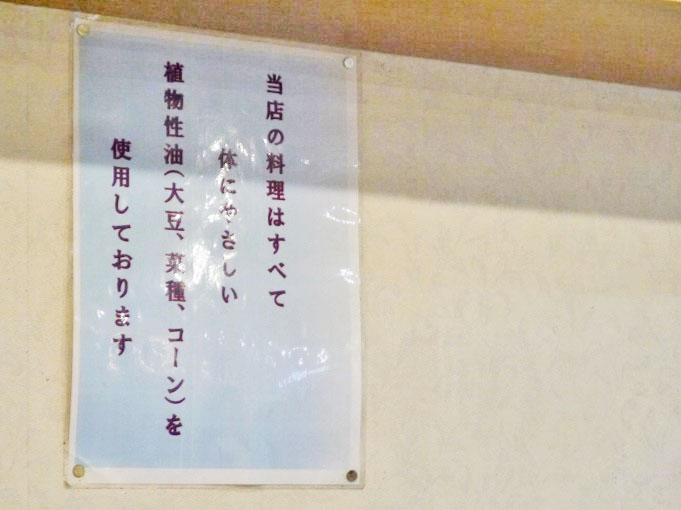 当店の料理はすべて
体にやさしい
植物性油(大豆、菜種、コーン)を
使用しております